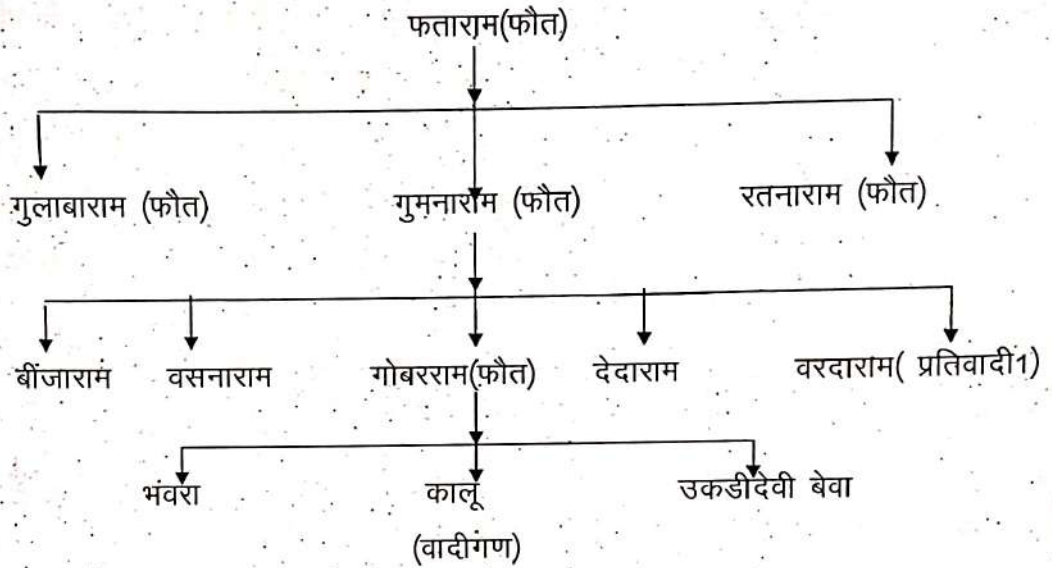 फताराम(फौत)
गुलाबाराम (फौत) गुमनाराम (फौत) रतनाराम (फौत)
बींजाराम वसनाराम गोबरराम(फौत) देदाराम वरदाराम( प्रतिवादी1)
भंवरा कालू उकडीदेवी बेवा
(वादीगण)